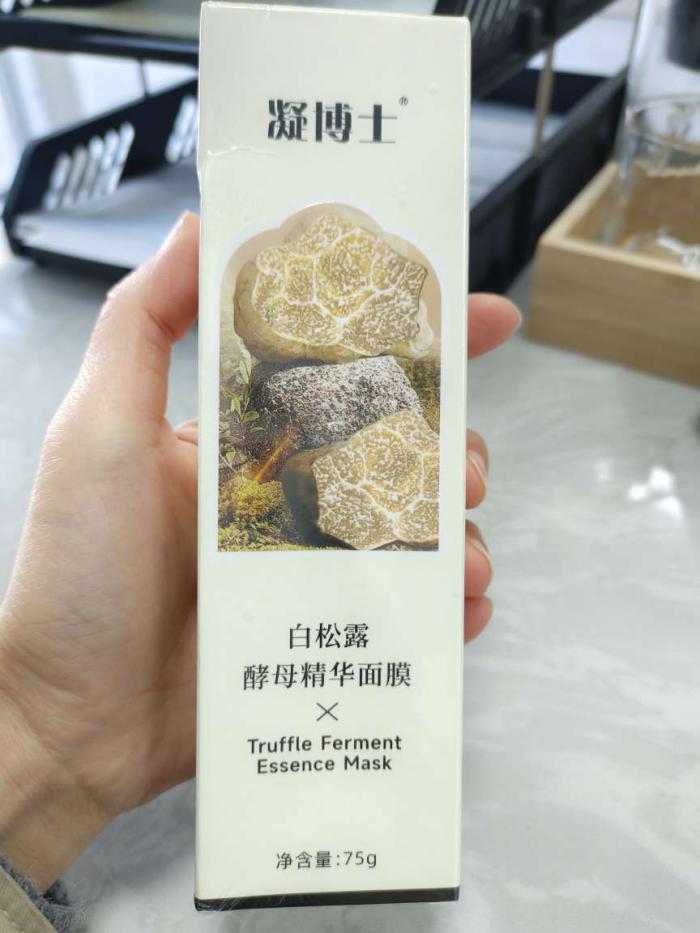 凝博士®
白松露
酵母精华面膜
×
Truffle Ferment
Essence Mask
净含量:75g